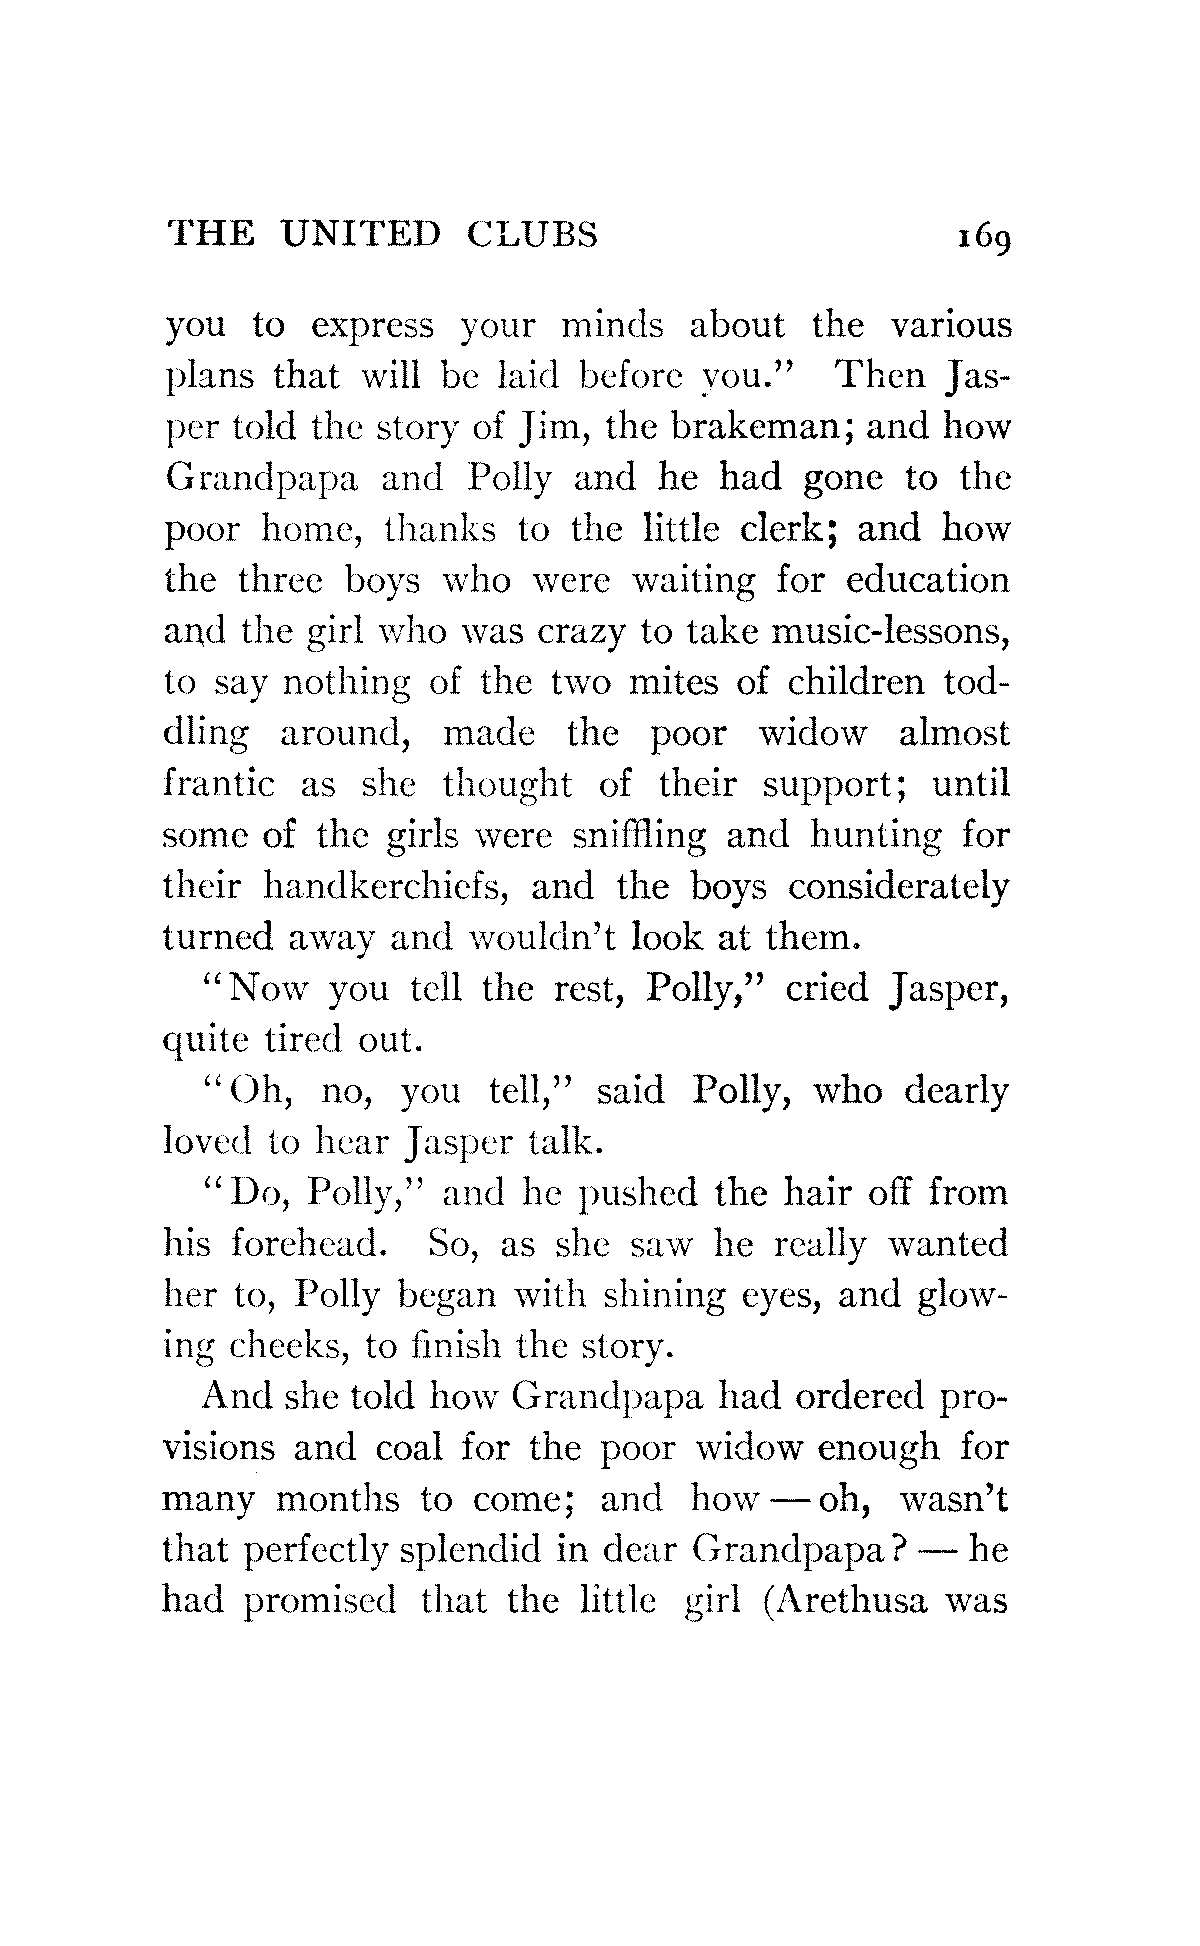 THE UNITED CLUBS 169
you to express your minds about the various
plans that will be laid before you.” Then Jas-
per told the story of Jim, the brakeman; and how
Grandpapa and Polly and he had gone to the
poor home, thanks to the little clerk; and how
the three boys who were waiting for education
and the girl who was crazy to take music-lessons,
to say nothing of the two mites of children tod-
dling around, made the poor widow almost
frantic as she thought of their support; until
some of the girls were sniffling and hunting for
their handkerchiefs, and the boys considerately
turned away and wouldn’t look at them.
“Now you tell the rest, Polly,” cried Jasper,
quite tired out.
“Oh, no, you tell,” said Polly, who dearly
loved to hear Jasper talk.
“Do, Polly,” and he pushed the hair off from
his forehead. So, as she saw he really wanted
her to, Polly began with shining eyes, and glow-
ing cheeks, to finish the story.
And she told how Grandpapa had ordered pro-
visions and coal for the poor widow enough for
many months to come; and how — oh, wasn’t
that perfectly splendid in dear Grandpapa? — he
had promised that the little girl (Arethusa was